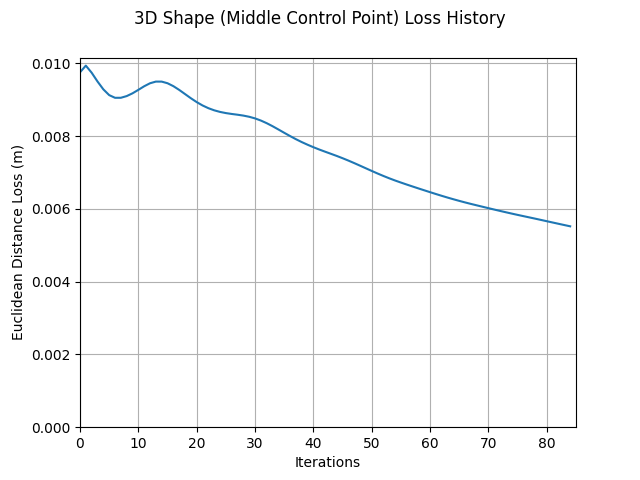 3D Shape (Middle Control Point) Loss History
0.010
0.008
0.006
0.004
0.002
0.000
Euclidean Distance Loss (m)
0 10 20 30 40 50 60 70 80
Iterations